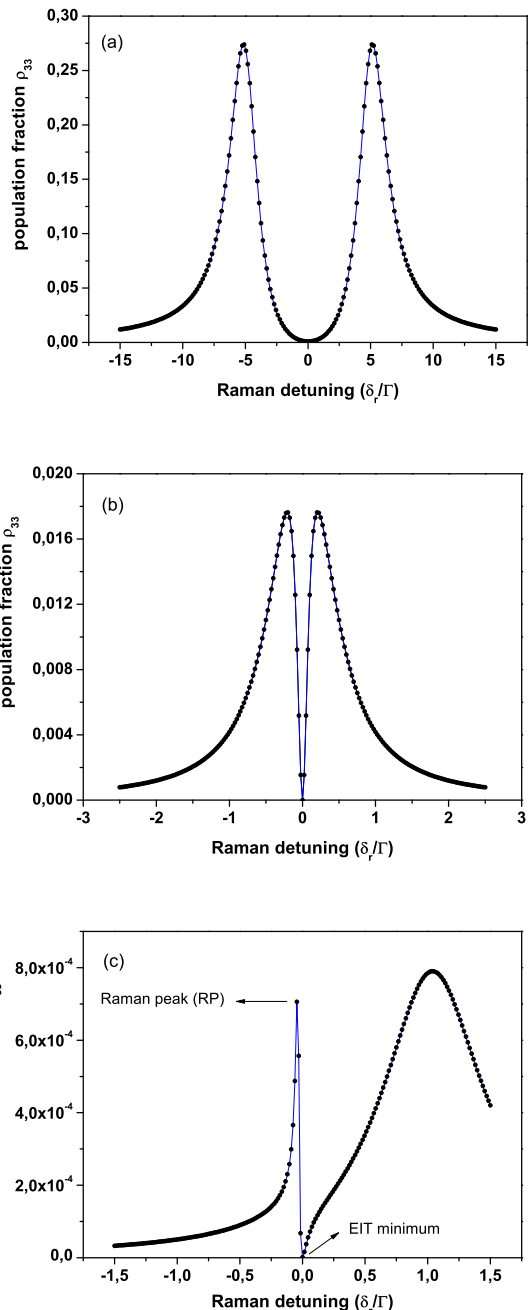 (a)
0,30
0,25
0,20
0,15
0,10
0,05
0,00
population fraction ρ33
-15 -10 -5 0 5 10 15
Raman detuning (δr/Γ)
(b)
0,020
0,016
0,012
0,008
0,004
0,000
population fraction ρ33
-3 -2 -1 0 1 2 3
Raman detuning (δr/Γ)
(c)
8,0x10-4
Raman peak (RP)
6,0x10-4
4,0x10-4
2,0x10-4
EIT minimum
0,0
-1,5 -1,0 -0,5 0,0 0,5 1,0 1,5
Raman detuning (δr/Γ)